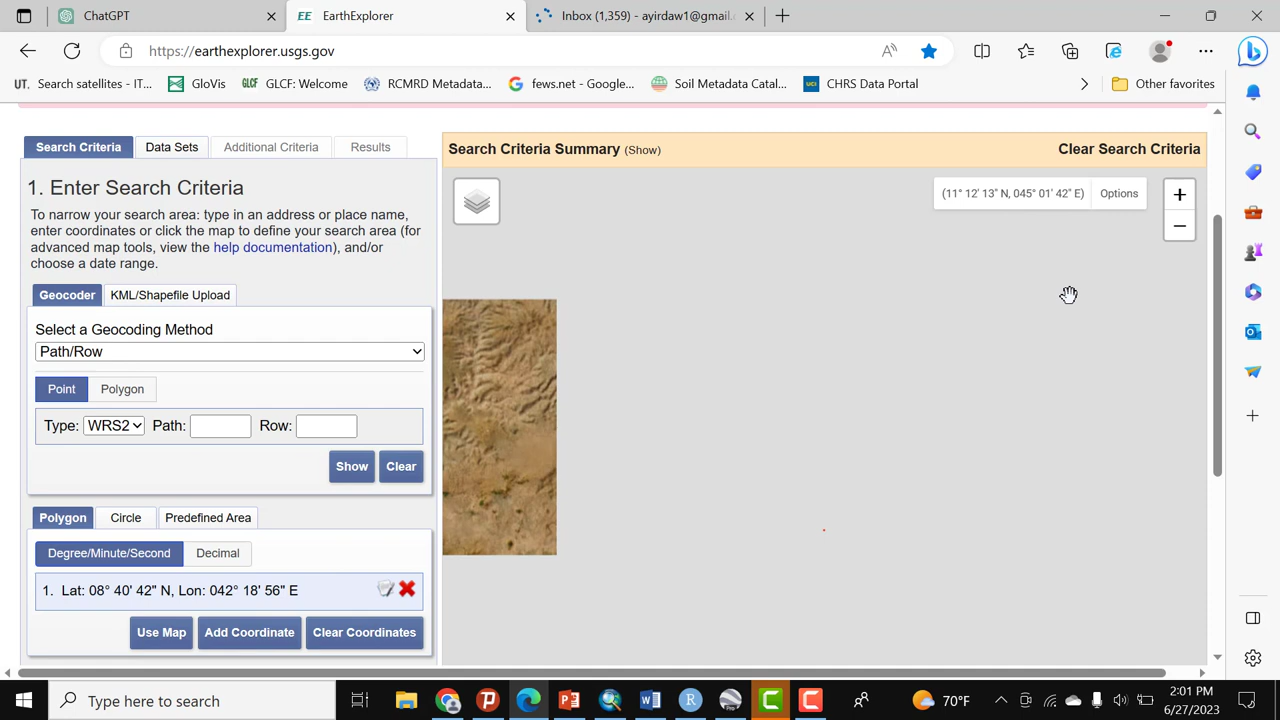 ChatGPT
EE EarthExplorer
Inbox (1,359) - ayirdaw1@gmail.c
https://earthexplorer.usgs.gov
UT. Search satellites - IT...
GloVis
GLCF GLCF: Welcome
RCMRD Metadata...
fews.net - Google...
Soil Metadata Catal...
UCI CHRS Data Portal
Other favorites
Search Criteria
Data Sets
Additional Criteria
Results
Search Criteria Summary (Show)
Clear Search Criteria
1. Enter Search Criteria
To narrow your search area: type in an address or place name,
enter coordinates or click the map to define your search area (for
advanced map tools, view the help documentation), and/or
choose a date range.
(11° 12' 13" N, 045° 01' 42" E)
Options
+
−
Geocoder
KML/Shapefile Upload
Select a Geocoding Method
Path/Row
Point
Polygon
Type: WRS2 Path: Row:
Show
Clear
Polygon
Circle
Predefined Area
Degree/Minute/Second
Decimal
1. Lat: 08° 40' 42" N, Lon: 042° 18' 56" E
Use Map
Add Coordinate
Clear Coordinates
Type here to search
70°F
2:01 PM
6/27/2023